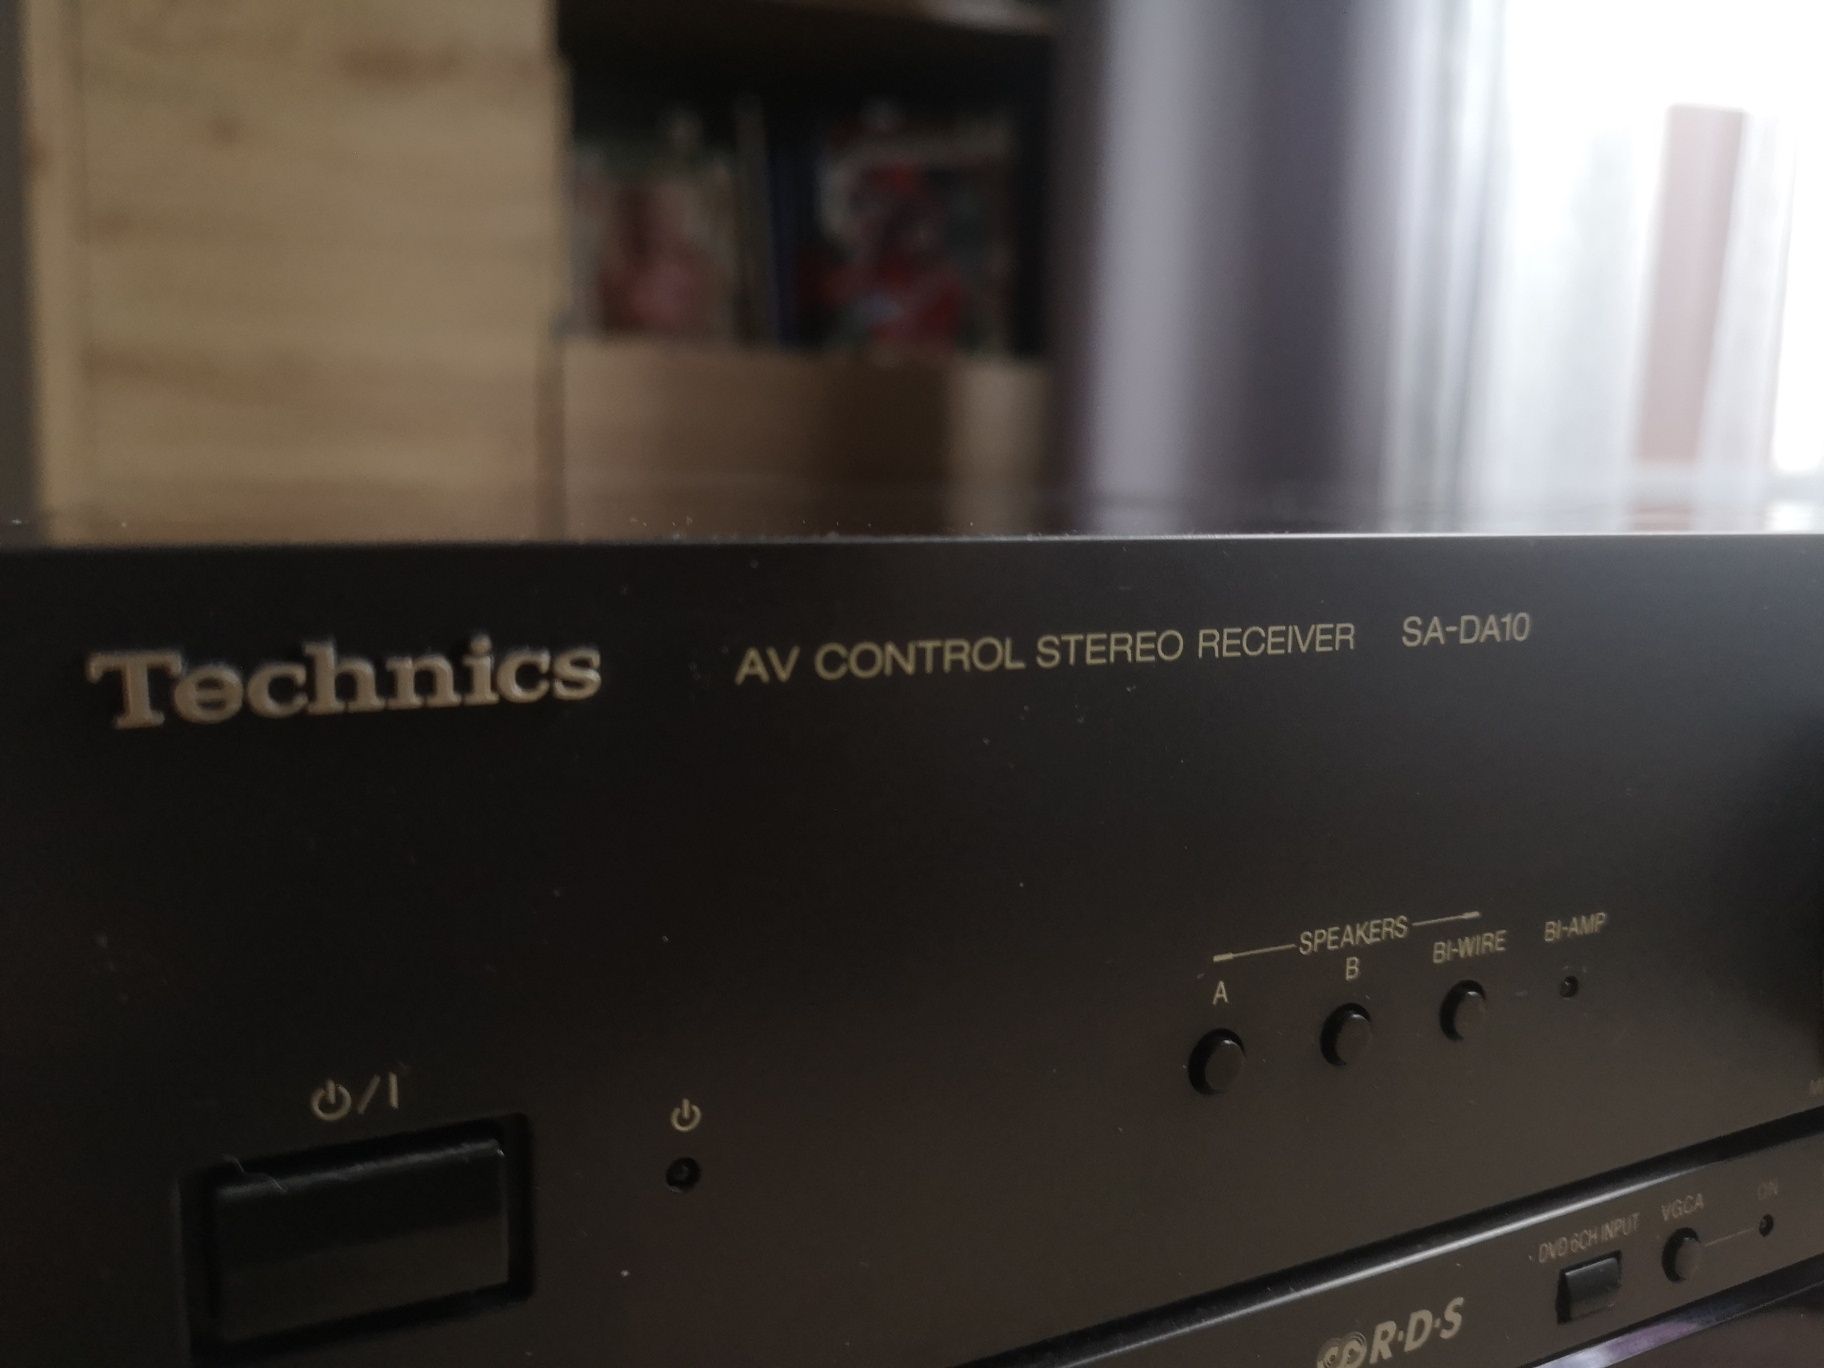 Technics AV CONTROL STEREO RECEIVER SA-DA10
SPEAKERS
A B BI-WIRE BI-AMP
DVD 6CH INPUT VGCA ON
R·D·S